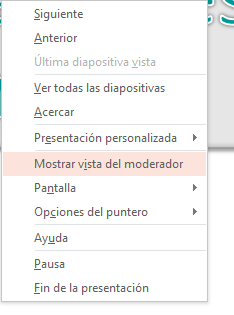 Siguiente
Anterior
Última diapositiva vista
Ver todas las diapositivas
Acercar
Presentación personalizada
Mostrar vista del moderador
Pantalla
Opciones del puntero
Ayuda
Pausa
Fin de la presentación